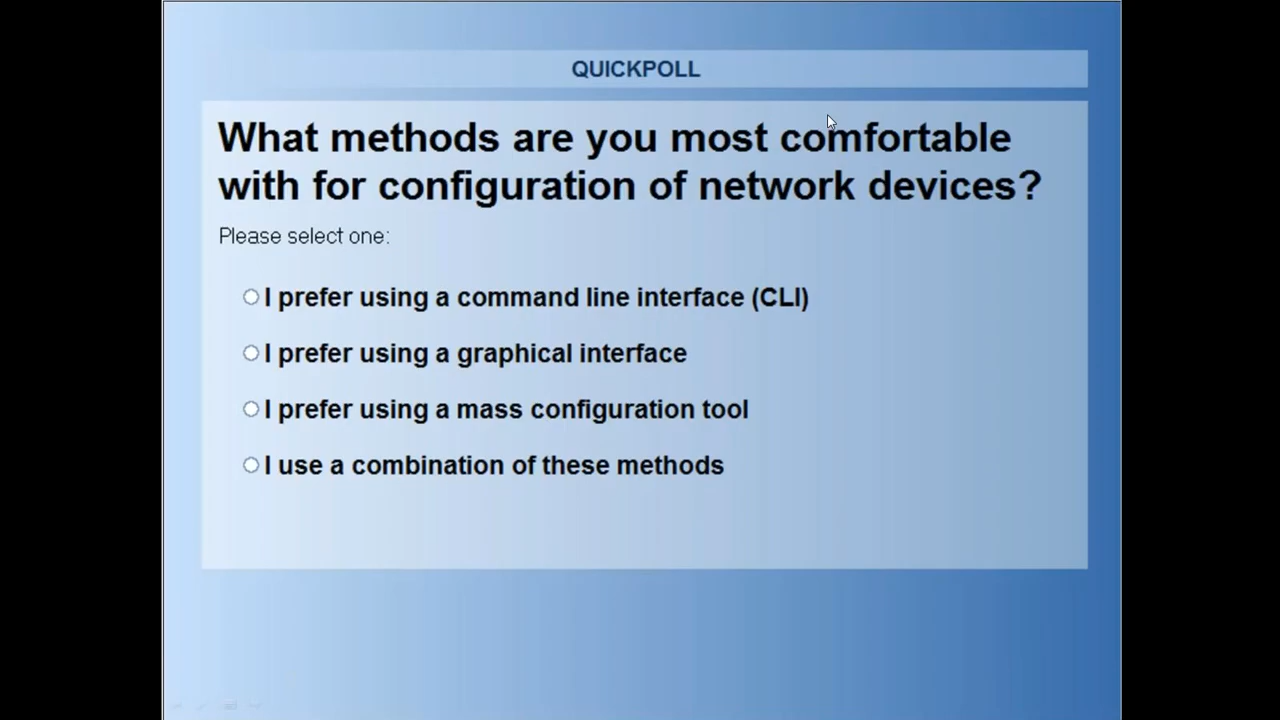 QUICKPOLL
What methods are you most comfortable
with for configuration of network devices?
Please select one:
I prefer using a command line interface (CLI)
I prefer using a graphical interface
I prefer using a mass configuration tool
I use a combination of these methods